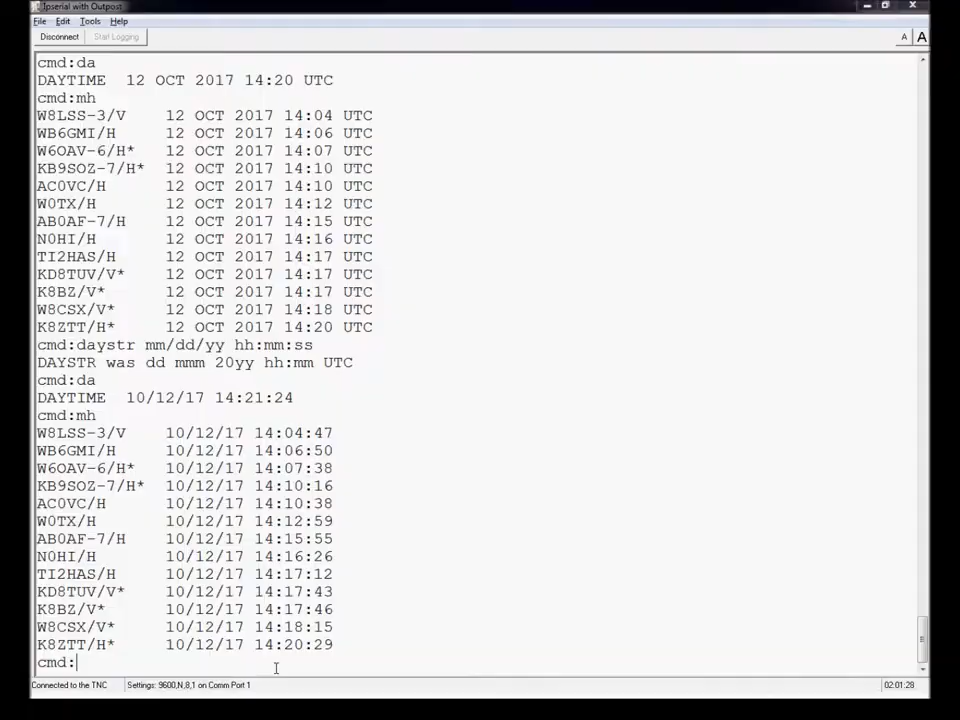 Ipserial with Outpost
File Edit Tools Help
Disconnect Start Logging A A
cmd:da
DAYTIME 12 OCT 2017 14:20 UTC
cmd:mh
W8LSS-3/V 12 OCT 2017 14:04 UTC
WB6GMI/H 12 OCT 2017 14:06 UTC
W6OAV-6/H* 12 OCT 2017 14:07 UTC
KB9SOZ-7/H* 12 OCT 2017 14:10 UTC
AC0VC/H 12 OCT 2017 14:10 UTC
W0TX/H 12 OCT 2017 14:12 UTC
AB0AF-7/H 12 OCT 2017 14:15 UTC
N0HI/H 12 OCT 2017 14:16 UTC
TI2HAS/H 12 OCT 2017 14:17 UTC
KD8TUV/V* 12 OCT 2017 14:17 UTC
K8BZ/V* 12 OCT 2017 14:17 UTC
W8CSX/V* 12 OCT 2017 14:18 UTC
K8ZTT/H* 12 OCT 2017 14:20 UTC
cmd:daystr mm/dd/yy hh:mm:ss
DAYSTR was dd mmm 20yy hh:mm UTC
cmd:da
DAYTIME 10/12/17 14:21:24
cmd:mh
W8LSS-3/V 10/12/17 14:04:47
WB6GMI/H 10/12/17 14:06:50
W6OAV-6/H* 10/12/17 14:07:38
KB9SOZ-7/H* 10/12/17 14:10:16
AC0VC/H 10/12/17 14:10:38
W0TX/H 10/12/17 14:12:59
AB0AF-7/H 10/12/17 14:15:55
N0HI/H 10/12/17 14:16:26
TI2HAS/H 10/12/17 14:17:12
KD8TUV/V* 10/12/17 14:17:43
K8BZ/V* 10/12/17 14:17:46
W8CSX/V* 10/12/17 14:18:15
K8ZTT/H* 10/12/17 14:20:29
cmd:
Connected to the TNC Settings: 9600,N,8,1 on Comm Port 1 02:01:28